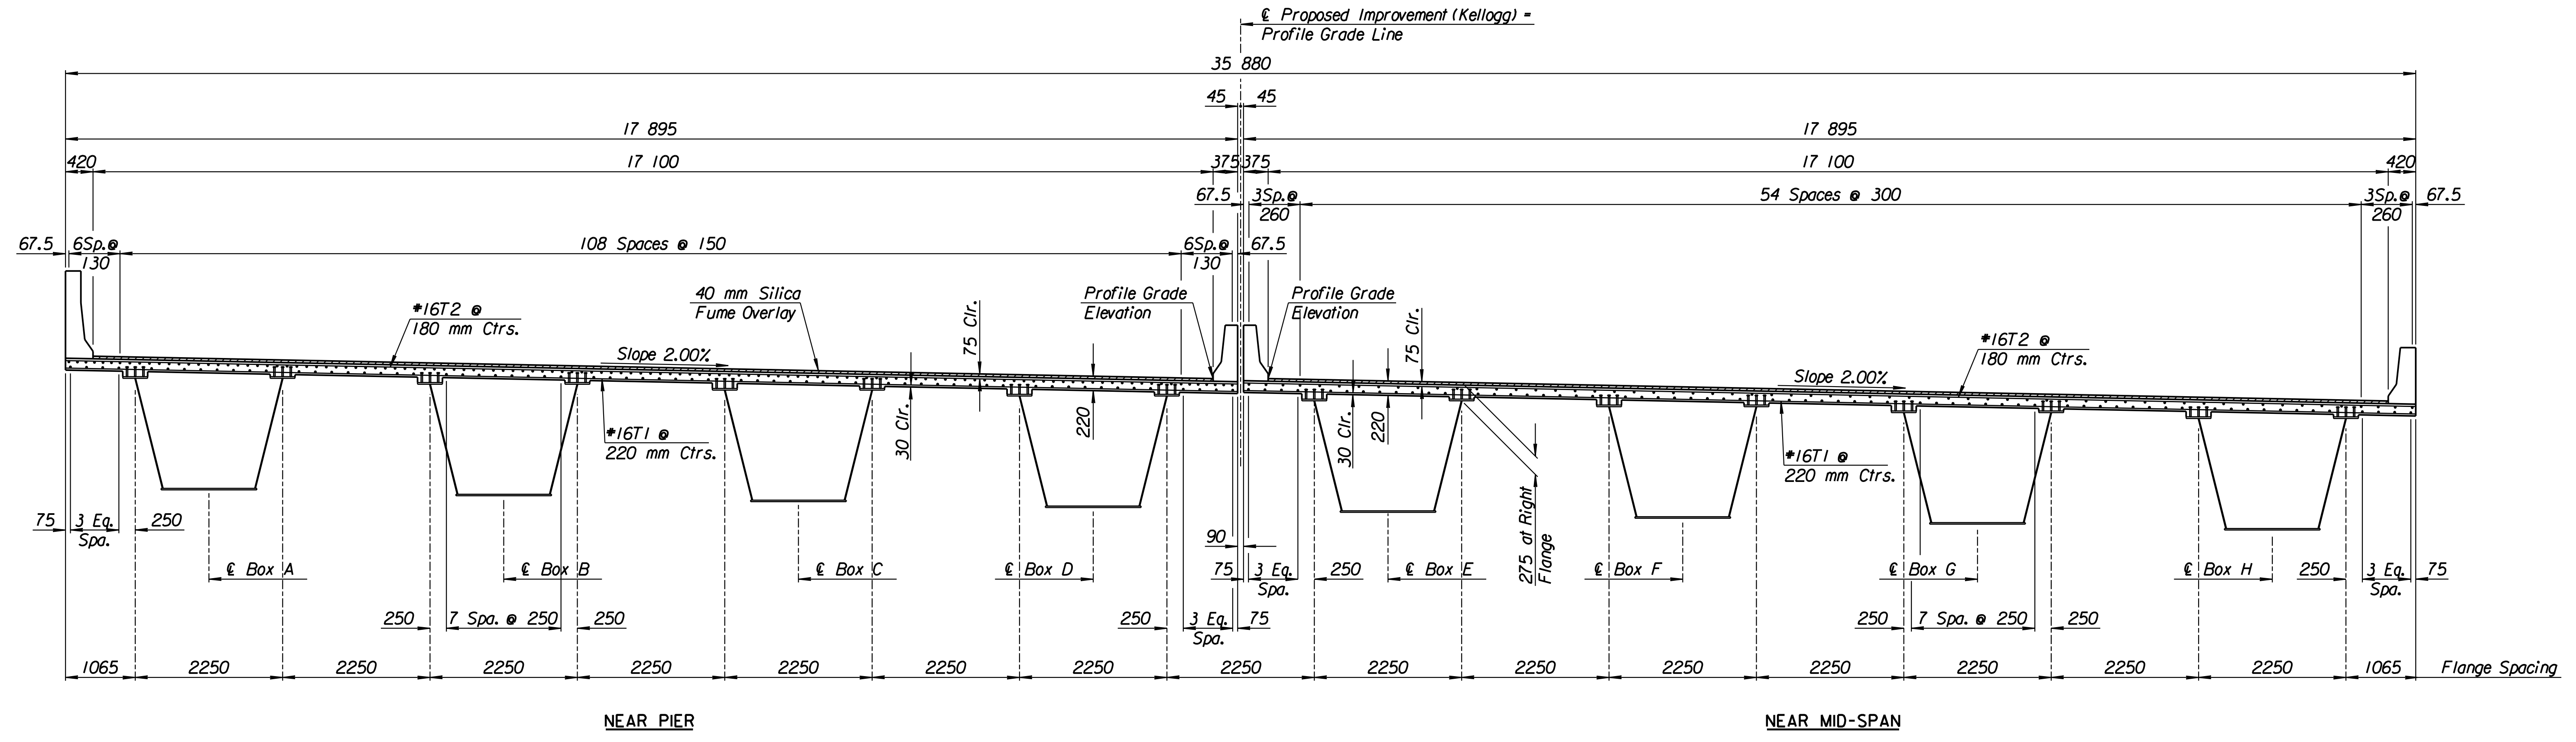 ℄ Proposed Improvement (Kellogg) =
Profile Grade Line
35 880
45 45
17 895 17 895
420 17 100 375 375 17 100 420
67.5 3Sp.@ 54 Spaces @ 300 3Sp.@ 67.5
260 260
67.5 6Sp.@ 108 Spaces @ 150 6Sp.@ 67.5
130 130
#16T2 @
180 mm Ctrs.
40 mm Silica
Fume Overlay
75 Clr.
Profile Grade
Elevation
Profile Grade
Elevation
75 Clr.
#16T2 @
180 mm Ctrs.
Slope 2.00%
Slope 2.00%
#16T1 @
220 mm Ctrs.
30 Clr.
220
30 Clr.
220
#16T1 @
220 mm Ctrs.
275 at Right
Flange
75 3 Eq. 250
Spa.
90
℄ Box A ℄ Box B ℄ Box C ℄ Box D
75 3 Eq. 250
Spa.
℄ Box E ℄ Box F ℄ Box G ℄ Box H
250 3 Eq. 75
Spa.
250 7 Spa. @ 250 250
250 3 Eq. 75
Spa.
250 7 Spa. @ 250 250
1065 2250 2250 2250 2250 2250 2250 2250 2250 2250 2250 2250 2250 2250 2250 2250 1065 Flange Spacing
NEAR PIER
NEAR MID-SPAN